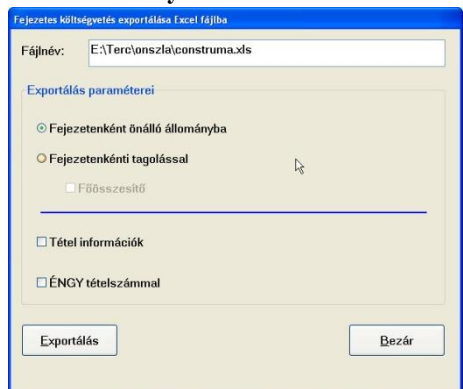 Fejezetes költségvetés exportálása Excel fájlba
Fájlnév: E:\Terc\onszla\construma.xls
Exportálás paraméterei
Fejezetenként önálló állományba
Fejezetenkénti tagolással
Főösszesítő
Tétel információk
ÉNGY tételszámmal
Exportálás Bezár